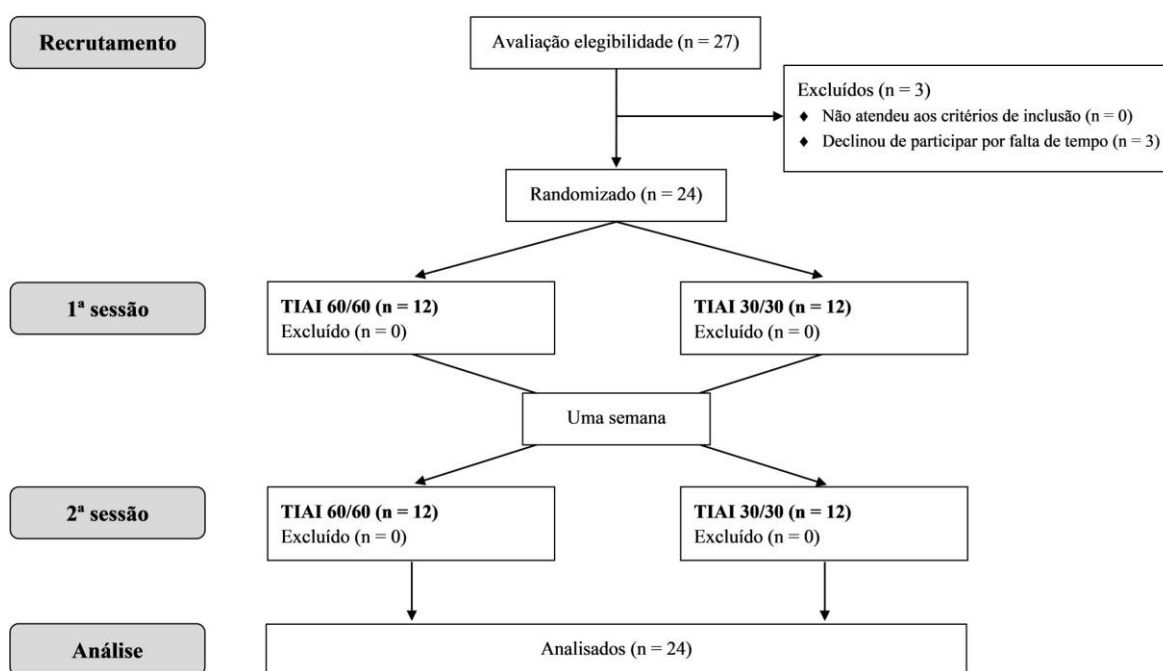 Recrutamento
Avaliação elegibilidade (n = 27)
Excluídos (n = 3)
♦ Não atendeu aos critérios de inclusão (n = 0)
♦ Declinou de participar por falta de tempo (n = 3)
Randomizado (n = 24)
1ª sessão
TIAI 60/60 (n = 12)
Excluído (n = 0)
TIAI 30/30 (n = 12)
Excluído (n = 0)
Uma semana
2ª sessão
TIAI 60/60 (n = 12)
Excluído (n = 0)
TIAI 30/30 (n = 12)
Excluído (n = 0)
Análise
Analisados (n = 24)